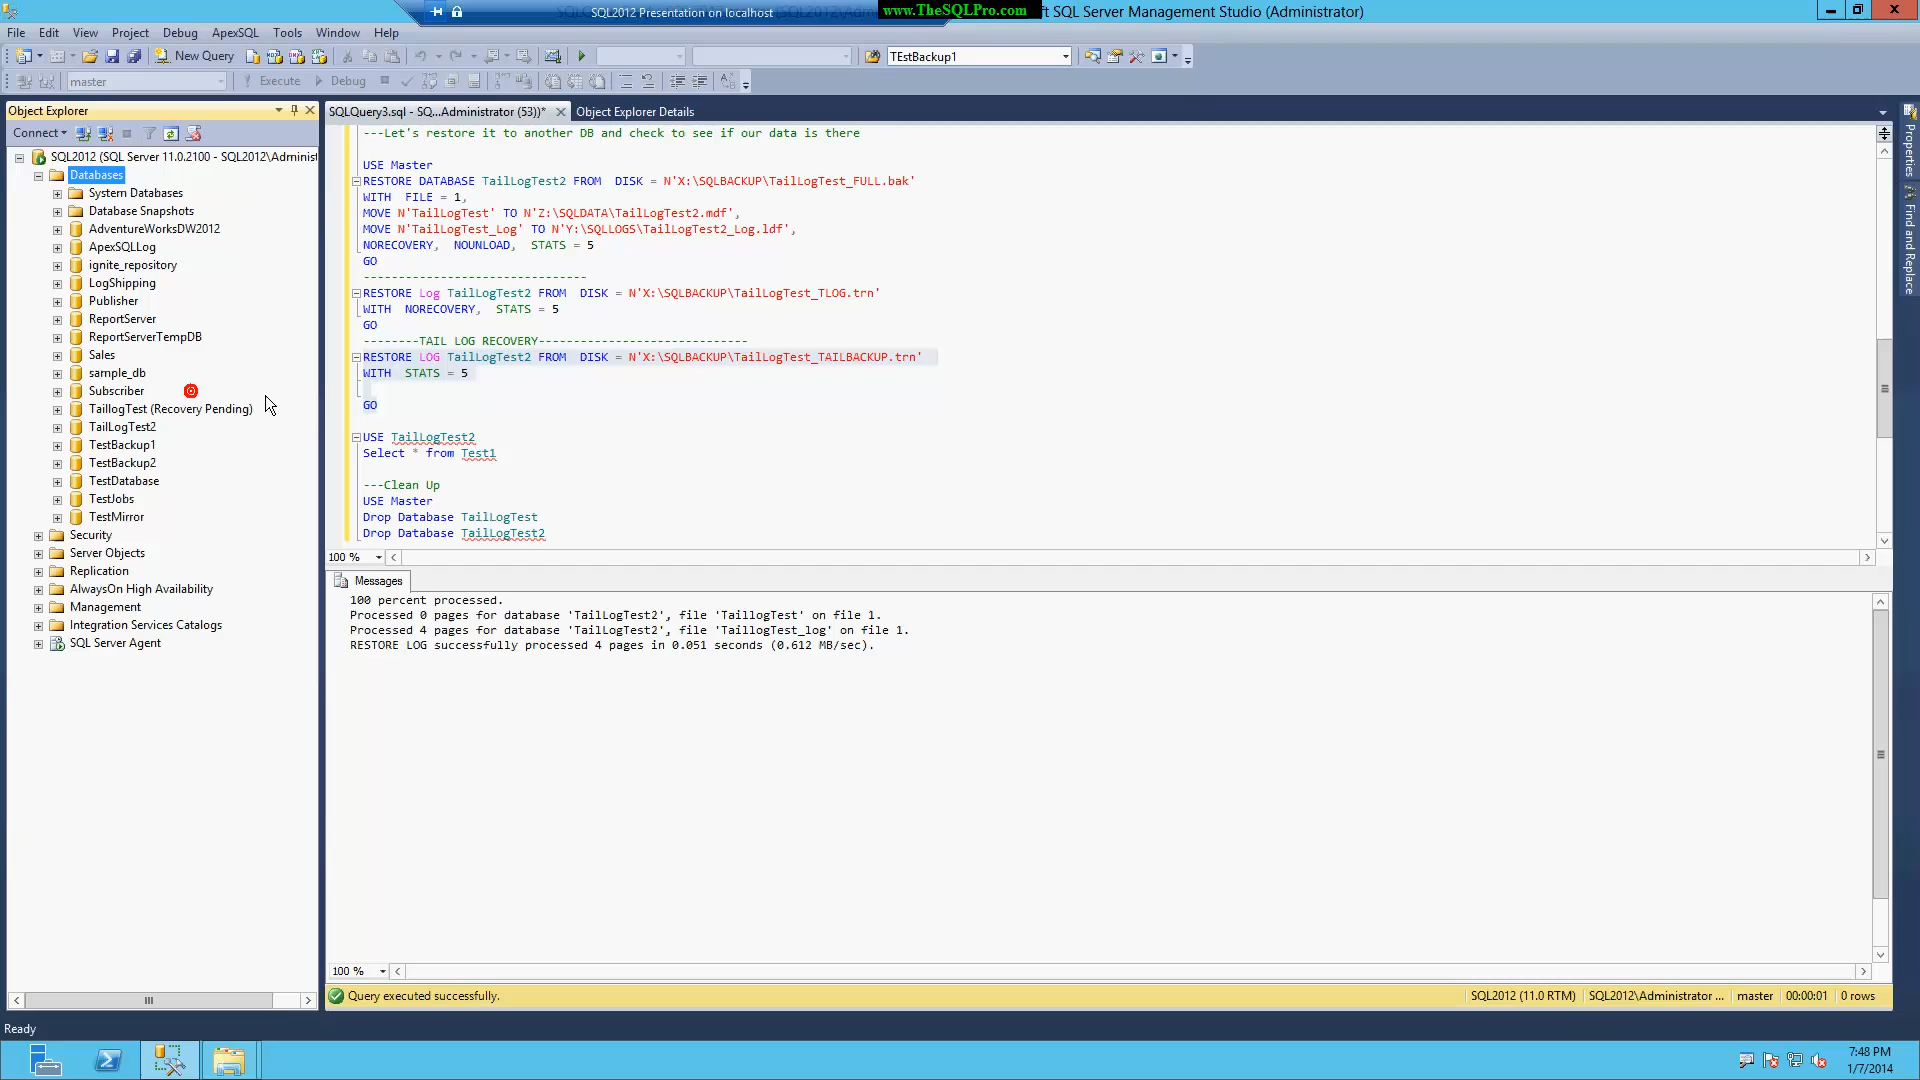 SQL2012 Presentation on localhost
www.TheSQLPro.com
ft SQL Server Management Studio (Administrator)
File Edit View Project Debug ApexSQL Tools Window Help
New Query
TEstBackup1
master
Execute
Debug
Object Explorer
SQLQuery3.sql - SQ...Administrator (53))*
Object Explorer Details
Connect
SQL2012 (SQL Server 11.0.2100 - SQL2012\Administ
Databases
System Databases
Database Snapshots
AdventureWorksDW2012
ApexSQLLog
ignite_repository
LogShipping
Publisher
ReportServer
ReportServerTempDB
Sales
sample_db
Subscriber
TaillogTest (Recovery Pending)
TailLogTest2
TestBackup1
TestBackup2
TestDatabase
TestJobs
TestMirror
Security
Server Objects
Replication
AlwaysOn High Availability
Management
Integration Services Catalogs
SQL Server Agent
---Let's restore it to another DB and check to see if our data is there
USE Master
RESTORE DATABASE TailLogTest2 FROM DISK = N'X:\SQLBACKUP\TailLogTest_FULL.bak'
WITH FILE = 1,
MOVE N'TailLogTest' TO N'Z:\SQLDATA\TailLogTest2.mdf',
MOVE N'TailLogTest_Log' TO N'Y:\SQLLOGS\TailLogTest2_Log.ldf',
NORECOVERY, NOUNLOAD, STATS = 5
GO
--------------------------------
RESTORE Log TailLogTest2 FROM DISK = N'X:\SQLBACKUP\TailLogTest_TLOG.trn'
WITH NORECOVERY, STATS = 5
GO
--------TAIL LOG RECOVERY------------------------------
RESTORE LOG TailLogTest2 FROM DISK = N'X:\SQLBACKUP\TailLogTest_TAILBACKUP.trn'
WITH STATS = 5
GO
USE TailLogTest2
Select * from Test1
---Clean Up
USE Master
Drop Database TailLogTest
Drop Database TailLogTest2
100 %
Messages
100 percent processed.
Processed 0 pages for database 'TailLogTest2', file 'TaillogTest' on file 1.
Processed 4 pages for database 'TailLogTest2', file 'TaillogTest_log' on file 1.
RESTORE LOG successfully processed 4 pages in 0.051 seconds (0.612 MB/sec).
100 %
Query executed successfully.
SQL2012 (11.0 RTM) SQL2012\Administrator ... master 00:00:01 0 rows
Properties
Find and Replace
Ready
7:48 PM
1/7/2014